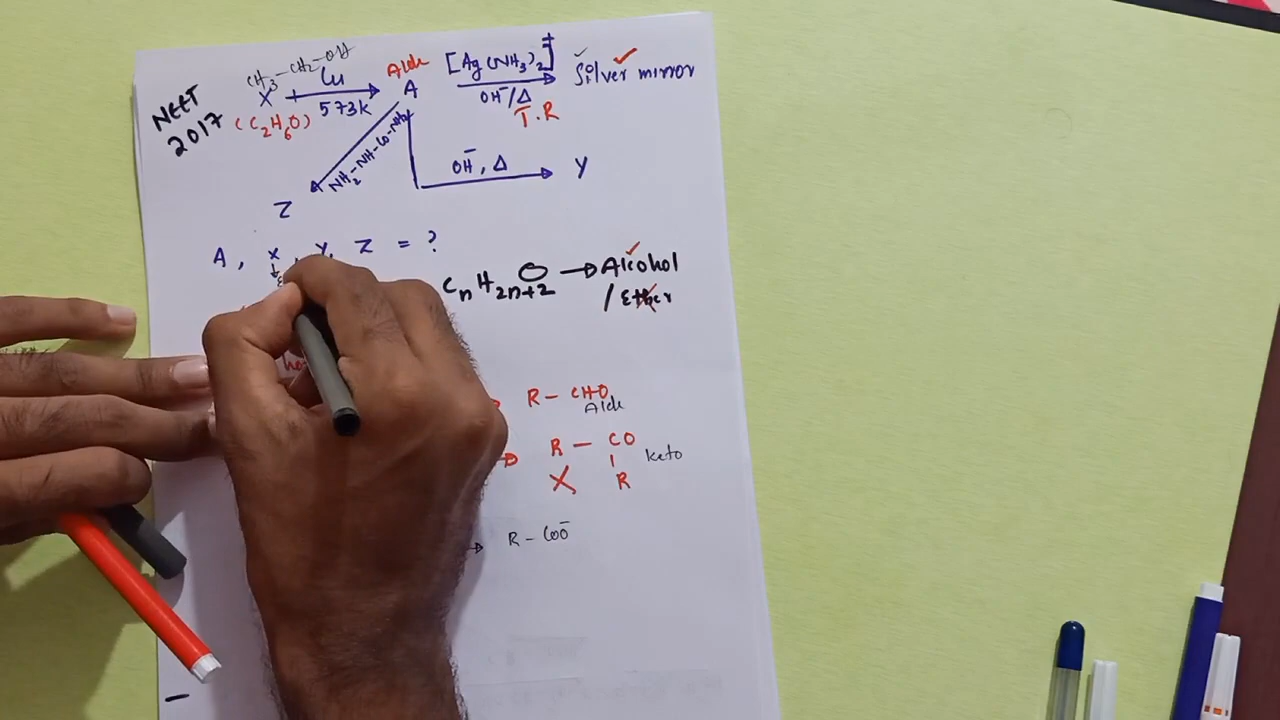 NEET 2017
CH3-CH2-OH
X Cu 573k Alde A [Ag(NH3)2]+ OH-/Δ Silver mirror
(C2H6O) T.R
NH2-NH-CO-NH2 OH-, Δ Y
Z
A, X, Y, Z = ?
CnH2n+2O → Alcohol
/ Ether
R - CHO
Alde
R - CO keto
X R
→ R - COO-